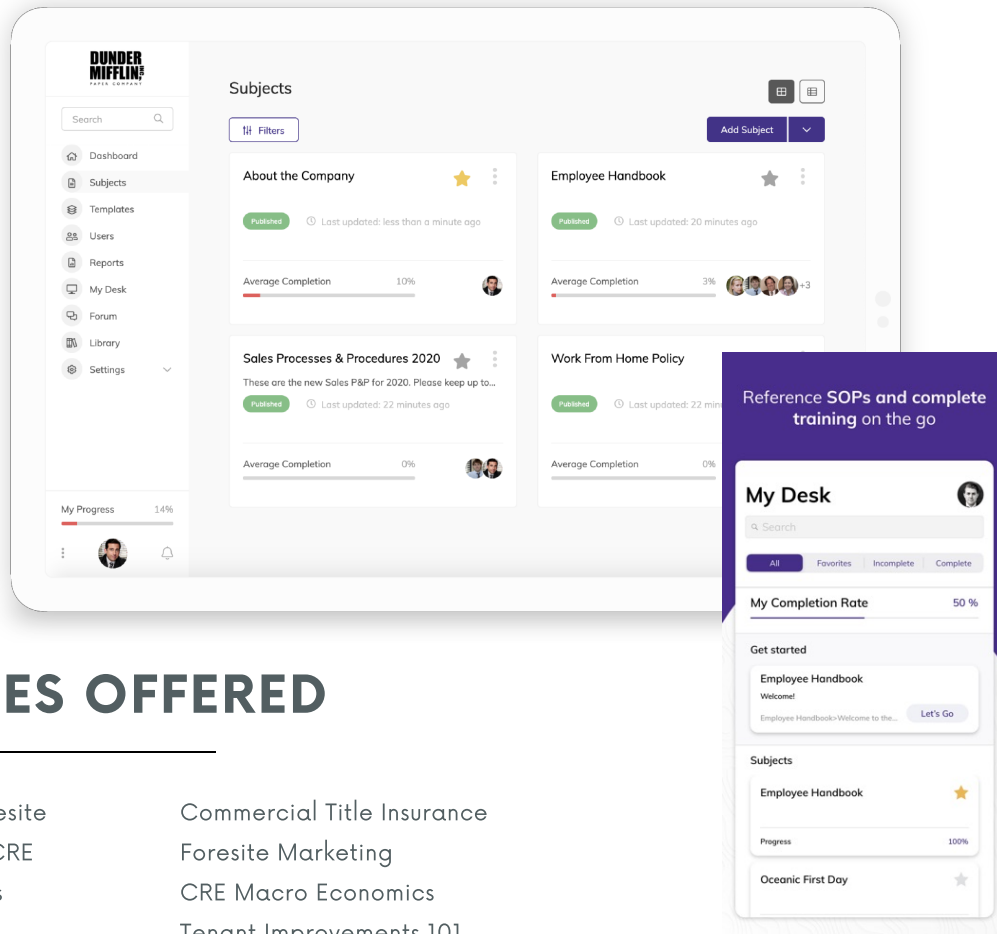 DUNDER
MIFFLIN, INC
PAPER COMPANY
Search
Dashboard
Subjects
Templates
Users
Reports
My Desk
Forum
Library
Settings
My Progress 14%
Subjects
Filters
Add Subject
About the Company
Published Last updated: less than a minute ago
Average Completion 10%
Employee Handbook
Published Last updated: 20 minutes ago
Average Completion 3% +3
Sales Processes & Procedures 2020
These are the new Sales P&P for 2020. Please keep up to...
Published Last updated: 22 minutes ago
Average Completion 0%
Work From Home Policy
Published Last updated: 22 min
Average Completion 0%
Reference SOPs and complete
training on the go
My Desk
Search
All Favorites Incomplete Complete
My Completion Rate 50 %
Get started
Employee Handbook
Welcome!
Employee Handbook>Welcome to the... Let's Go
Subjects
Employee Handbook
Progress 100%
Oceanic First Day
ES OFFERED
esite
CRE
s
Commercial Title Insurance
Foresite Marketing
CRE Macro Economics
Tenant Improvements 101